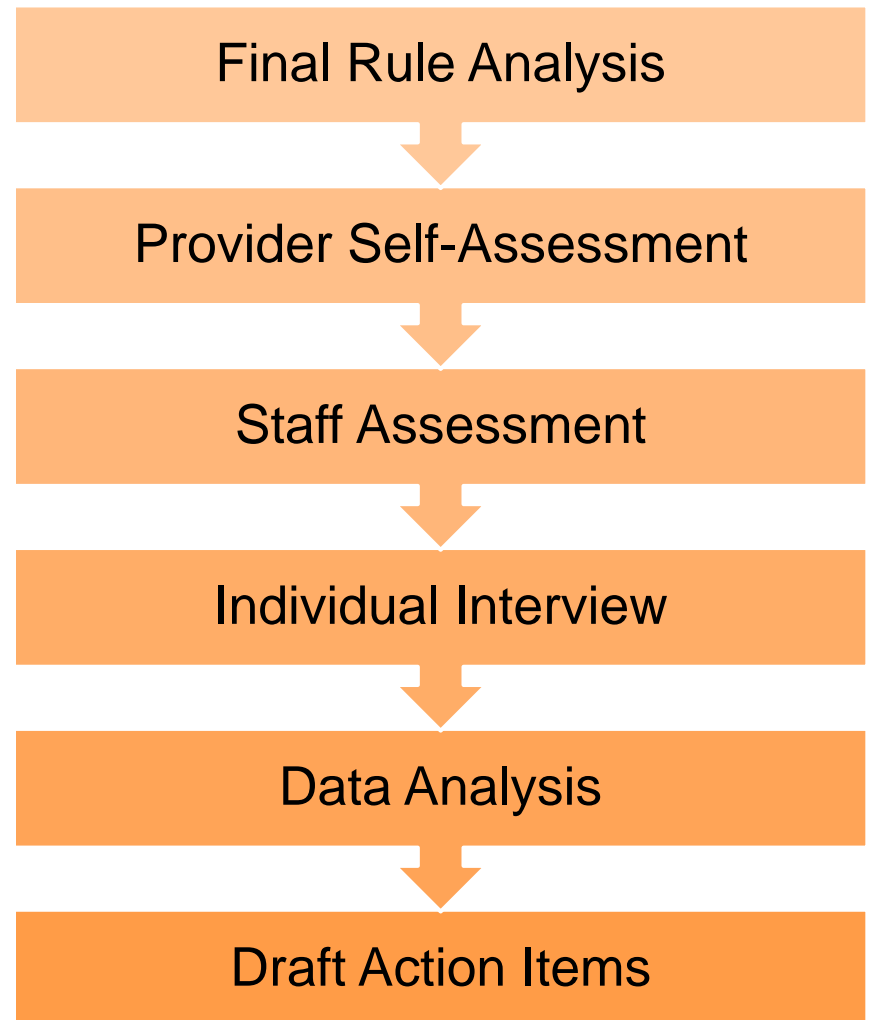 Final Rule Analysis
Provider Self-Assessment
Staff Assessment
Individual Interview
Data Analysis
Draft Action Items